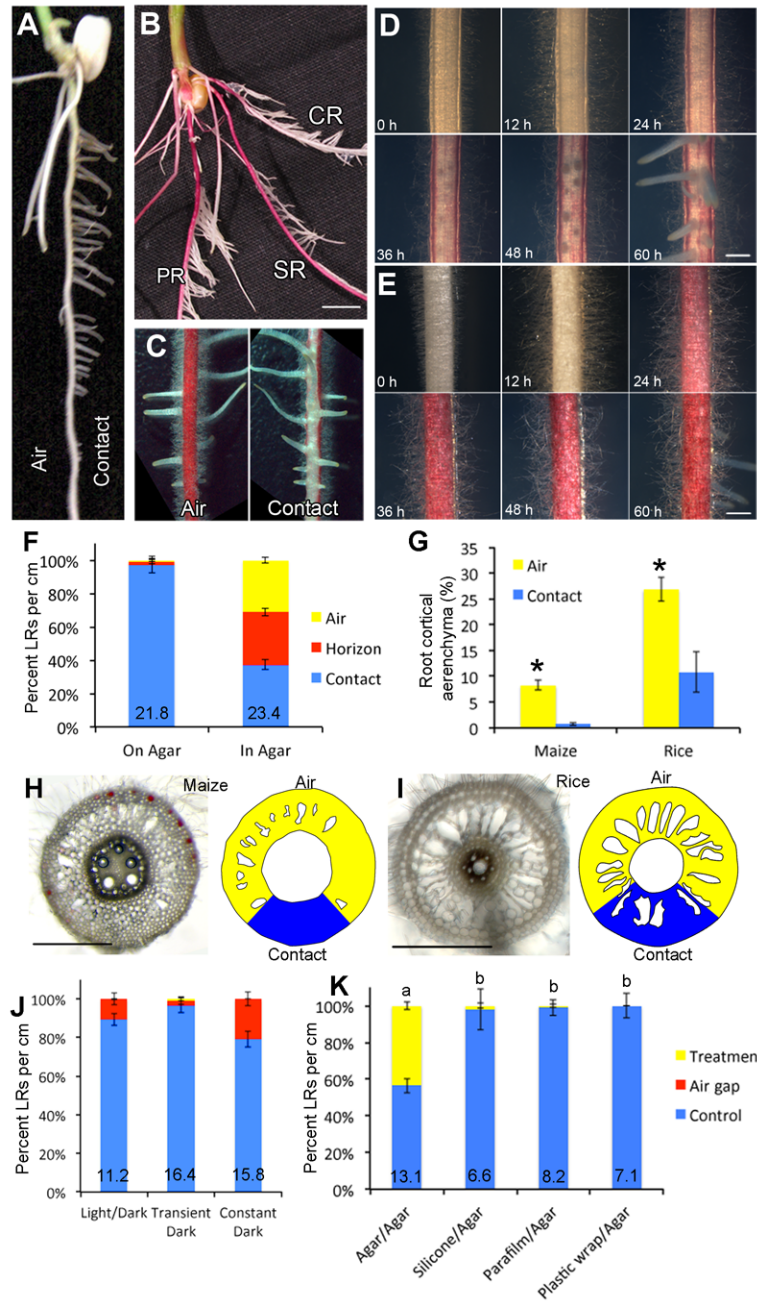 A
Air
Contact
B
CR
PR
SR
C
Air
Contact
D
0 h
12 h
24 h
36 h
48 h
60 h
E
0 h
12 h
24 h
36 h
48 h
60 h
F
Percent LRs per cm
100%
80%
60%
40%
20%
0%
21.8
23.4
On Agar
In Agar
Air
Horizon
Contact
G
Root cortical
aerenchyma (%)
35
30
25
20
15
10
5
0
*
*
Air
Contact
Maize
Rice
H
Maize
Air
Contact
I
Rice
Air
Contact
J
Percent LRs per cm
100%
80%
60%
40%
20%
0%
11.2
16.4
15.8
Light/Dark
Transient
Dark
Constant
Dark
K
Percent LRs per cm
100%
80%
60%
40%
20%
0%
a
b
b
b
13.1
6.6
8.2
7.1
Agar/Agar
Silicone/Agar
Parafilm/Agar
Plastic wrap/Agar
Treatmen
Air gap
Control